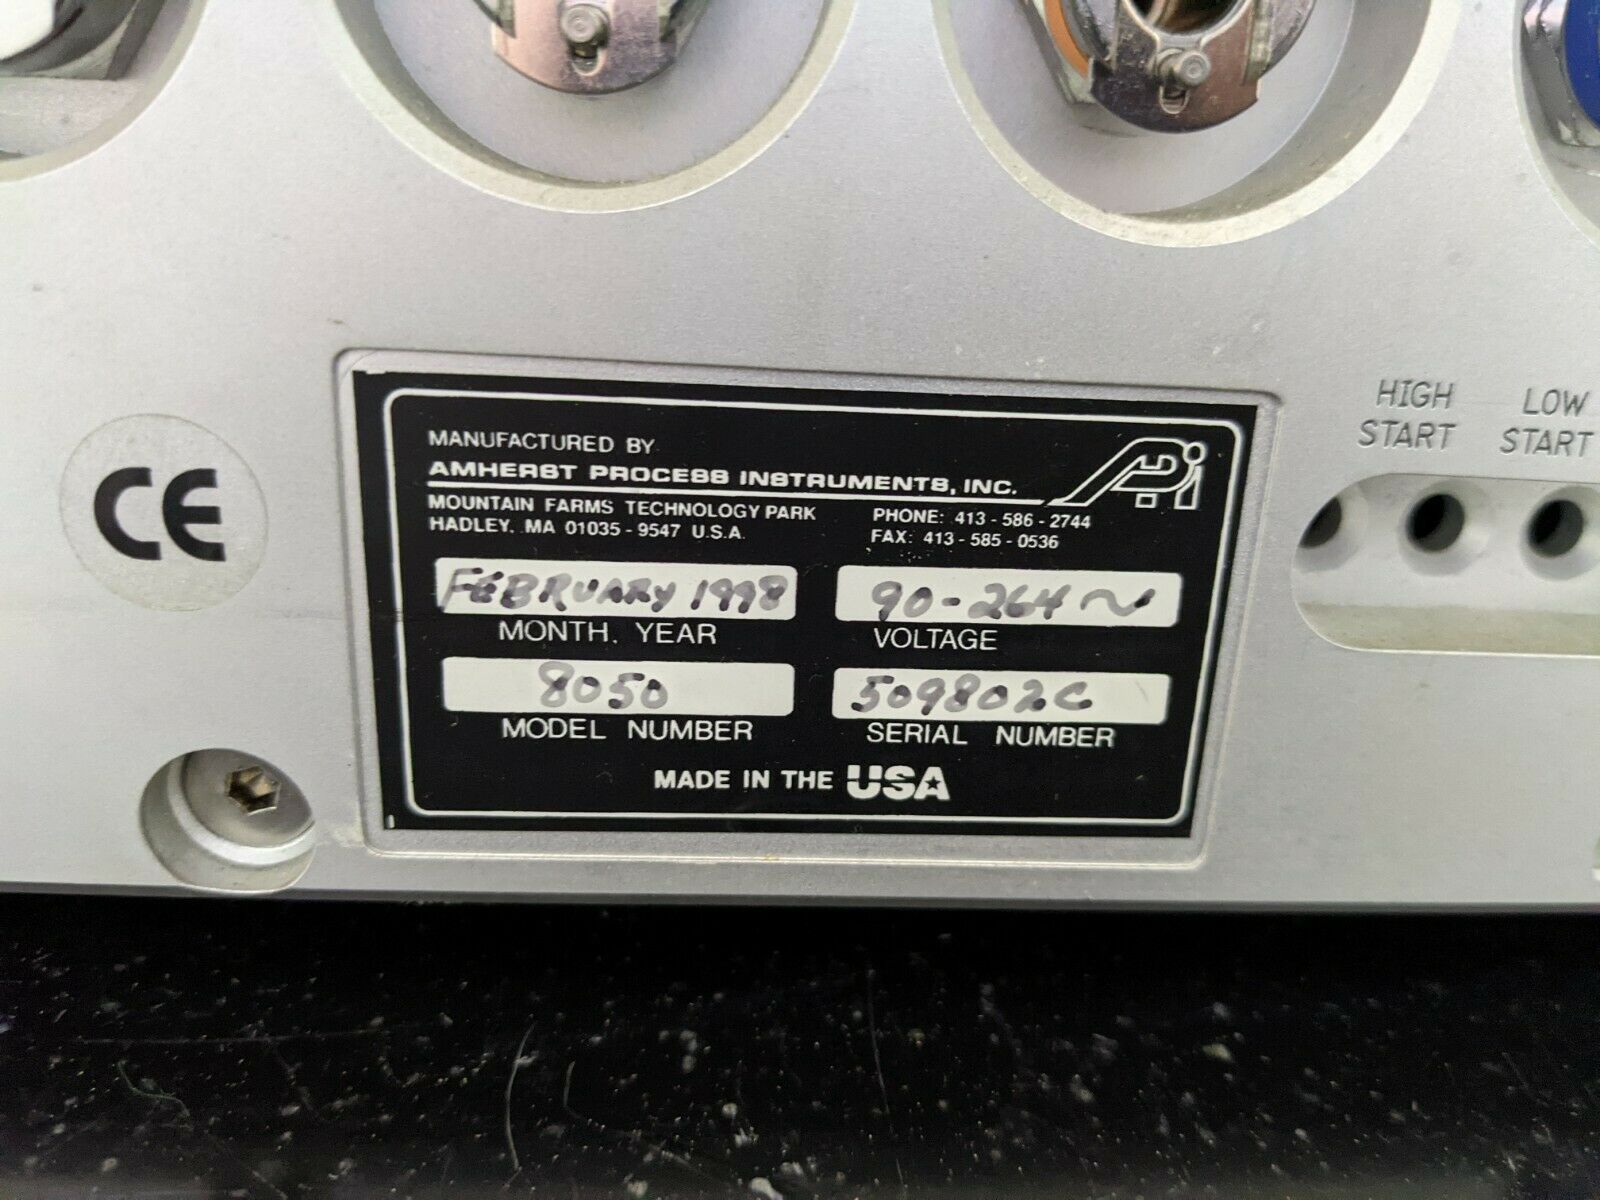 MANUFACTURED BY
AMHERST PROCESS INSTRUMENTS, INC.
MOUNTAIN FARMS TECHNOLOGY PARK
HADLEY, MA 01035 - 9547 U.S.A.
PHONE: 413 - 586 - 2744
FAX: 413 - 585 - 0536
API
FEBRUARY 1998
MONTH, YEAR
90-264~
VOLTAGE
8050
MODEL NUMBER
509802C
SERIAL NUMBER
MADE IN THE USA
CE
HIGH START
LOW START